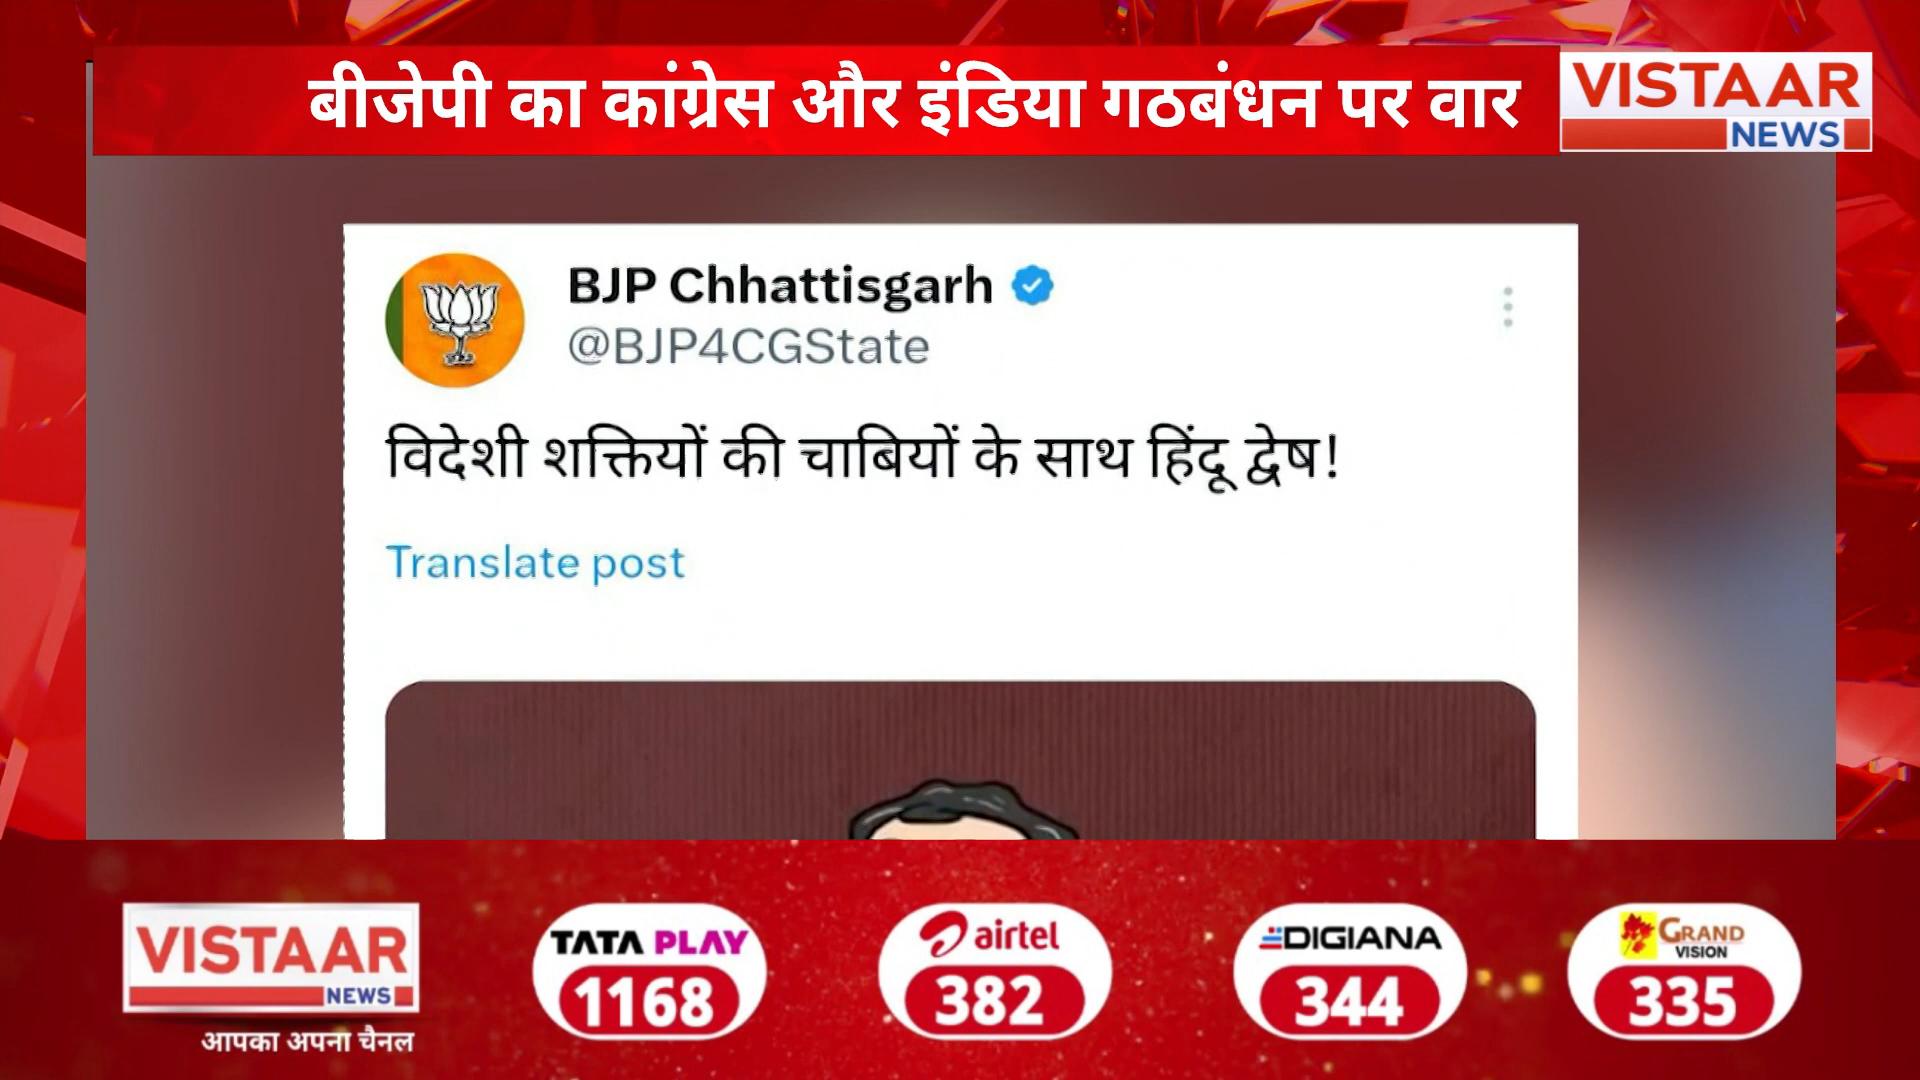 बीजेपी का कांग्रेस और इंडिया गठबंधन पर वार
VISTAAR
NEWS
BJP Chhattisgarh
@BJP4CGState
विदेशी शक्तियों की चाबियों के साथ हिंदू द्वेष!
Translate post
VISTAAR
NEWS
आपका अपना चैनल
TATA PLAY
1168
airtel
382
DIGIANA
344
GRAND
VISION
335